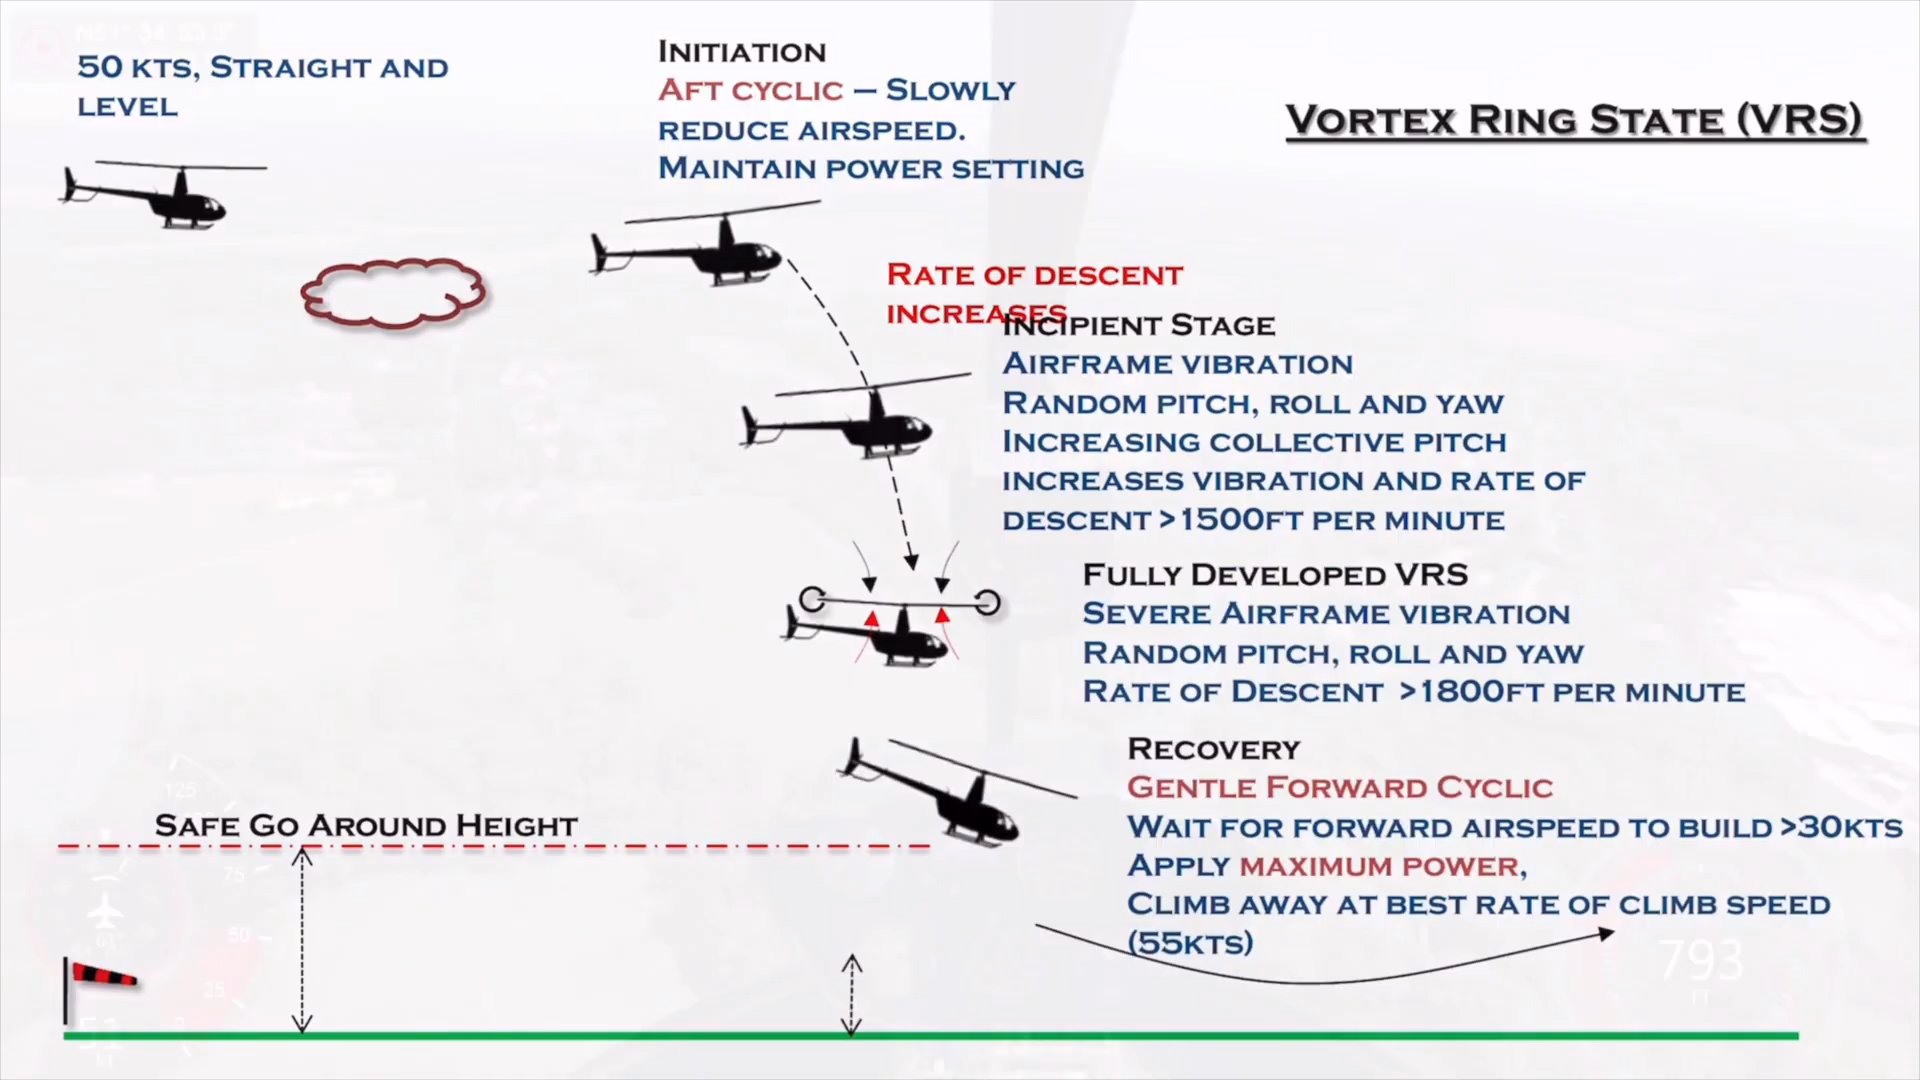 50 KTS, STRAIGHT AND
LEVEL
INITIATION
AFT CYCLIC – SLOWLY
REDUCE AIRSPEED.
MAINTAIN POWER SETTING
VORTEX RING STATE (VRS)
RATE OF DESCENT
INCREASES
INCIPIENT STAGE
AIRFRAME VIBRATION
RANDOM PITCH, ROLL AND YAW
INCREASING COLLECTIVE PITCH
INCREASES VIBRATION AND RATE OF
DESCENT >1500FT PER MINUTE
FULLY DEVELOPED VRS
SEVERE AIRFRAME VIBRATION
RANDOM PITCH, ROLL AND YAW
RATE OF DESCENT >1800FT PER MINUTE
RECOVERY
GENTLE FORWARD CYCLIC
WAIT FOR FORWARD AIRSPEED TO BUILD >30KTS
APPLY MAXIMUM POWER,
CLIMB AWAY AT BEST RATE OF CLIMB SPEED
(55KTS)
SAFE GO AROUND HEIGHT
125
75
25
793